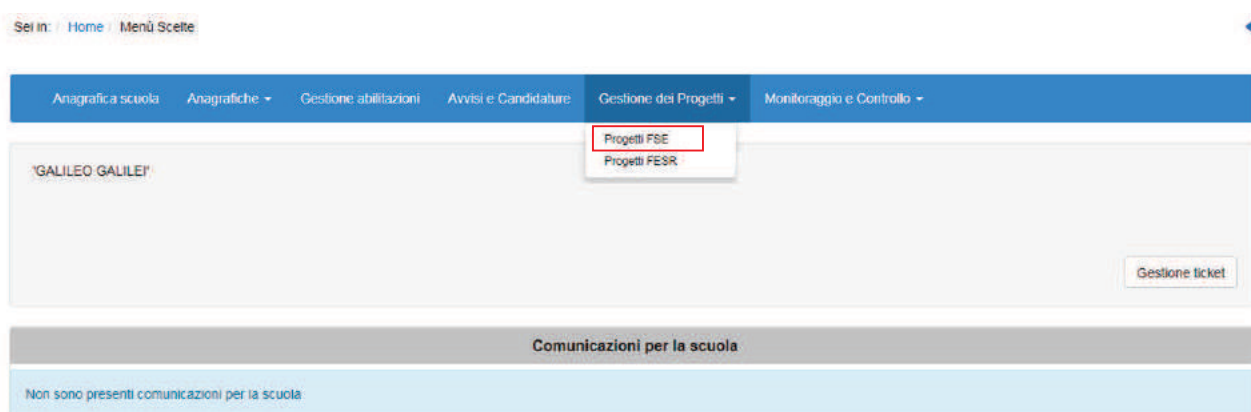 Sei in: / Home / Menù Scelte
Anagrafica scuola Anagrafiche Gestione abilitazioni Avvisi e Candidature Gestione dei Progetti Monitoraggio e Controllo
Progetti FSE
Progetti FESR
"GALILEO GALILEI"
Gestione ticket
Comunicazioni per la scuola
Non sono presenti comunicazioni per la scuola